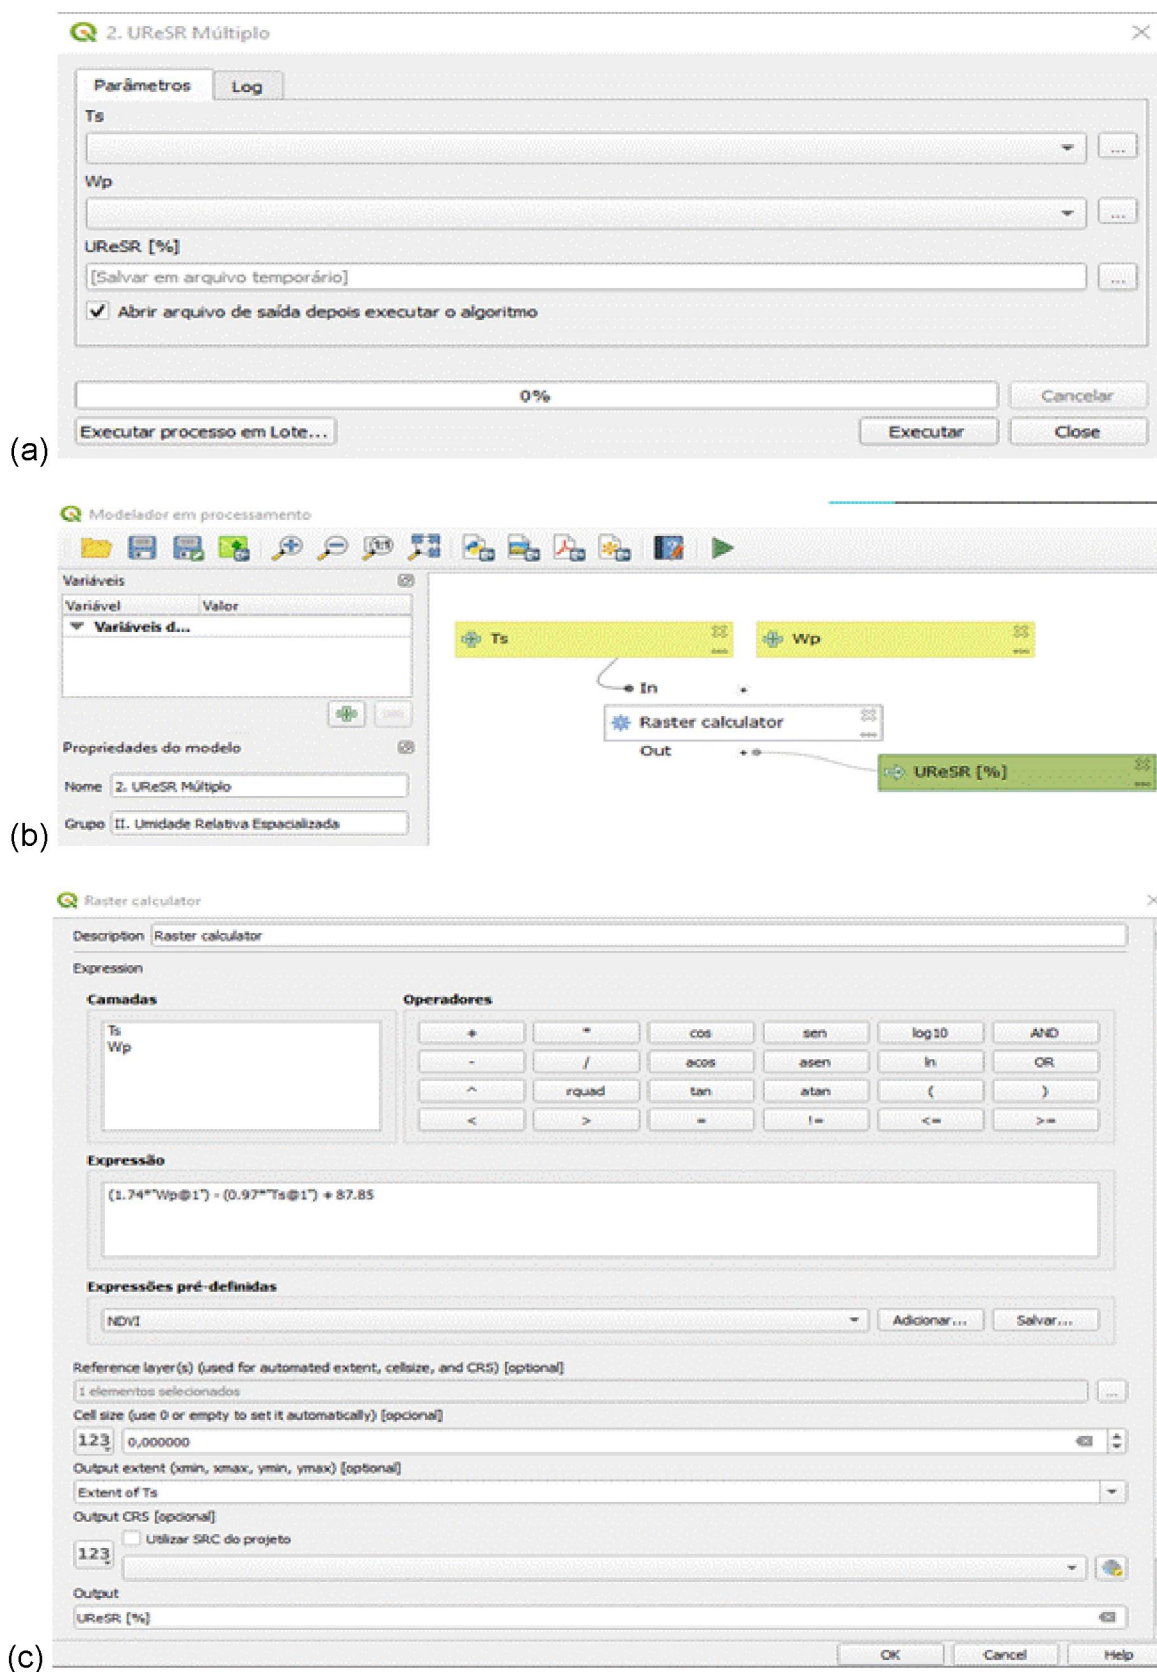 2. UReSR Múltiplo
Parâmetros Log
Ts
...
Wp
...
UReSR [%]
[Salvar em arquivo temporário] ...
Abrir arquivo de saída depois executar o algoritmo
0% Cancelar
Executar processo em Lote... Executar Close
(a)
Modelador em processamento
Variáveis
Variável Valor
Variáveis d...
Ts Wp
In +
Raster calculator
Out +
UReSR [%]
Propriedades do modelo
Nome 2. UReSR Múltiplo
Grupo II. Umidade Relativa Espacializada
(b)
Raster calculator
Description Raster calculator
Expression
Camadas Operadores
Ts
Wp
+ * cos sen log10 AND
- / acos asen ln OR
^ rquad tan atan ( )
< > = != <= >=
Expressão
(1.74*"Wp@1") - (0.97*"Ts@1") + 87.85
Expressões pré-definidas
NDVI Adicionar... Salvar...
Reference layer(s) (used for automated extent, cellsize, and CRS) [optional]
1 elementos selecionados ...
Cell size (use 0 or empty to set it automatically) [opcional]
123 0,000000
Output extent (xmin, xmax, ymin, ymax) [optional]
Extent of Ts
Output CRS [opcional]
Utilizar SRC do projeto
123
Output
UReSR [%]
OK Cancel Help
(c)